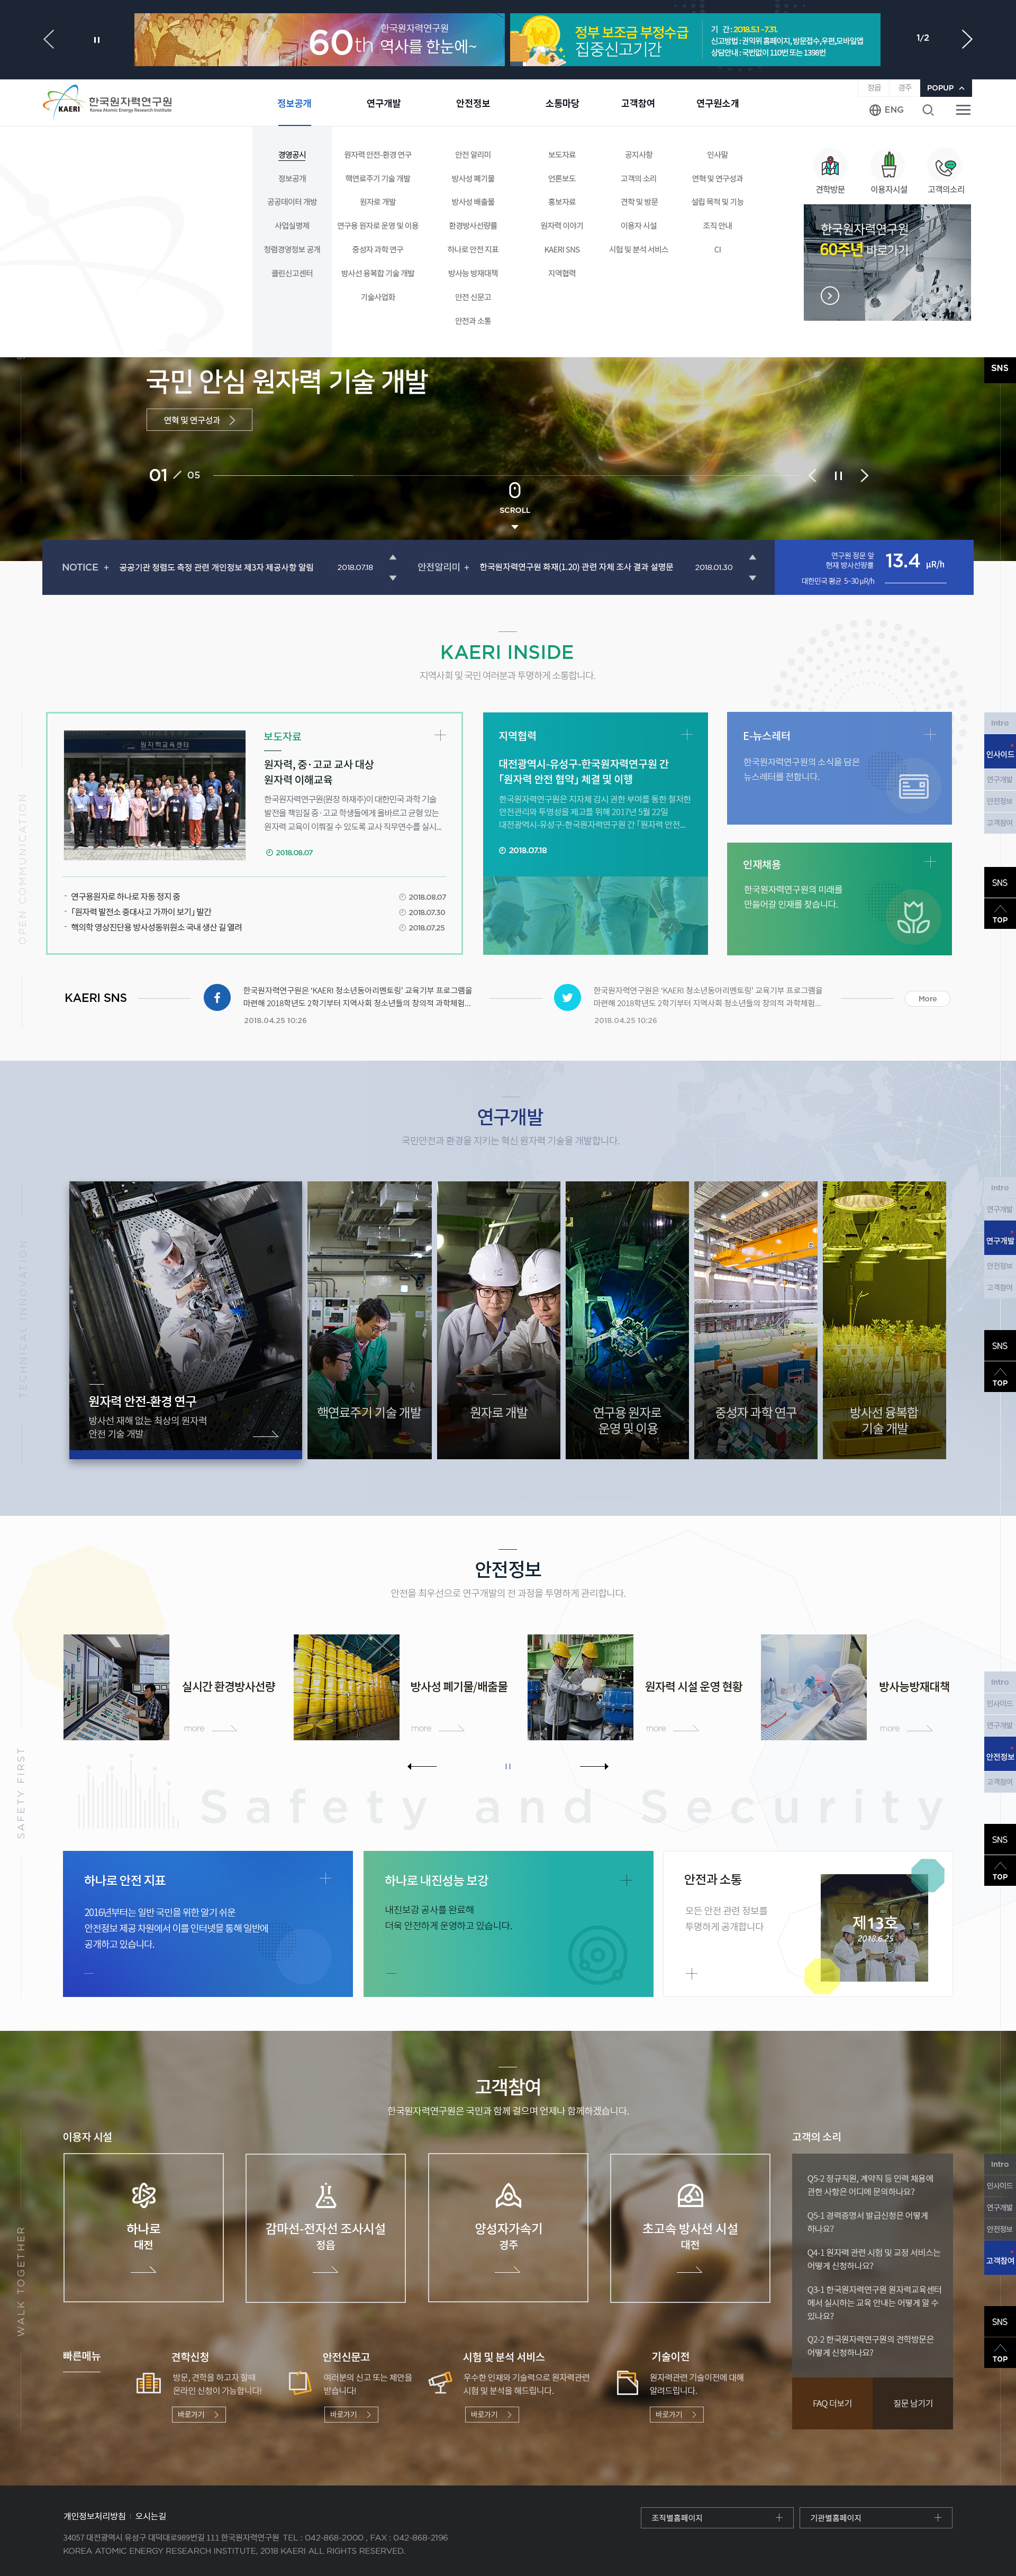 한국원자력연구원
60th 역사를 한눈에~
정부 보조금 부정수급
집중신고기간
기 간 : 2018.5.1 ~7.31.
신고방법 : 권익위 홈페이지, 방문접수,우편,모바일앱
상담안내 : 국번없이 110번 또는 1398번
1/2
정읍 경주 POPUP
KAERI 한국원자력연구원
Korea Atomic Energy Research Institute
정보공개 연구개발 안전정보 소통마당 고객참여 연구원소개
ENG
경영공시
정보공개
공공데이터 개방
사업실명제
청렴경영정보 공개
클린신고센터
원자력 안전-환경 연구
핵연료주기 기술 개발
원자로 개발
연구용 원자로 운영 및 이용
중성자 과학 연구
방사선 융복합 기술 개발
기술사업화
안전 알리미
방사성 폐기물
방사성 배출물
환경방사선량률
하나로 안전 지표
방사능 방재대책
안전 신문고
안전과 소통
보도자료
언론보도
홍보자료
원자력 이야기
KAERI SNS
지역협력
공지사항
고객의 소리
견학 및 방문
이용자 시설
시험 및 분석 서비스
인사말
연혁 및 연구성과
설립 목적 및 기능
조직 안내
CI
견학방문 이용자시설 고객의소리
한국원자력연구원
60주년 바로가기
국민 안심 원자력 기술 개발
연혁 및 연구성과
SNS
01 / 05
SCROLL
NOTICE + 공공기관 청렴도 측정 관련 개인정보 제3자 제공사항 알림 2018.07.18
안전알리미 + 한국원자력연구원 화재(1.20) 관련 자체 조사 결과 설명문 2018.01.30
연구원 정문 앞
현재 방사선량률
13.4 μR/h
대한민국 평균 5~30 μR/h
KAERI INSIDE
지역사회 및 국민 여러분과 투명하게 소통합니다.
OPEN COMMUNICATION
보도자료
원자력, 중·고교 교사 대상
원자력 이해교육
한국원자력연구원(원장 하재주)이 대한민국 과학 기술
발전을 책임질 중·고교 학생들에게 올바르고 균형 있는
원자력 교육이 이뤄질 수 있도록 교사 직무연수를 실시...
2018.08.07
- 연구용원자로 하나로 자동 정지 중 2018.08.07
- 「원자력 발전소 중대사고 가까이 보기」 발간 2018.07.30
- 핵의학 영상진단용 방사성동위원소 국내 생산 길 열려 2018.07.25
지역협력
대전광역시-유성구-한국원자력연구원 간
「원자력 안전 협약」 체결 및 이행
한국원자력연구원은 지자체 감시 권한 부여를 통한 철저한
안전관리와 투명성을 제고를 위해 2017년 5월 22일
대전광역시-유성구-한국원자력연구원 간 「원자력 안전...
2018.07.18
E-뉴스레터
한국원자력연구원의 소식을 담은
뉴스레터를 전합니다.
인재채용
한국원자력연구원의 미래를
만들어갈 인재를 찾습니다.
Intro
인사이드
연구개발
안전정보
고객참여
SNS
TOP
KAERI SNS
한국원자력연구원은 'KAERI 청소년동아리멘토링' 교육기부 프로그램을
마련해 2018학년도 2학기부터 지역사회 청소년들의 창의적 과학체험...
2018.04.25 10:26
한국원자력연구원은 'KAERI 청소년동아리멘토링' 교육기부 프로그램을
마련해 2018학년도 2학기부터 지역사회 청소년들의 창의적 과학체험...
2018.04.25 10:26
More
연구개발
국민안전과 환경을 지키는 혁신 원자력 기술을 개발합니다.
TECHNICAL INNOVATION
원자력 안전-환경 연구
방사선 재해 없는 최상의 원자력
안전 기술 개발
핵연료주기 기술 개발
원자로 개발
연구용 원자로
운영 및 이용
중성자 과학 연구
방사선 융복합
기술 개발
Intro
연구개발
연구개발
안전정보
고객참여
SNS
TOP
안전정보
안전을 최우선으로 연구개발의 전 과정을 투명하게 관리합니다.
SAFETY FIRST
실시간 환경방사선량
more
방사성 폐기물/배출물
more
원자력 시설 운영 현황
more
방사능방재대책
more
Safety and Security
하나로 안전 지표
2016년부터는 일반 국민을 위한 알기 쉬운
안전정보 제공 차원에서 이를 인터넷을 통해 일반에
공개하고 있습니다.
하나로 내진성능 보강
내진보강 공사를 완료해
더욱 안전하게 운영하고 있습니다.
안전과 소통
모든 안전 관련 정보를
투명하게 공개합니다
제13호
2018.6.25
Intro
인사이드
연구개발
안전정보
고객참여
SNS
TOP
고객참여
한국원자력연구원은 국민과 함께 걸으며 언제나 함께하겠습니다.
WALK TOGETHER
이용자 시설
하나로
대전
감마선-전자선 조사시설
정읍
양성자가속기
경주
초고속 방사선 시설
대전
고객의 소리
Q5-2 정규직원, 계약직 등 인력 채용에
관한 사항은 어디에 문의하나요?
Q5-1 경력증명서 발급신청은 어떻게
하나요?
Q4-1 원자력 관련 시험 및 교정 서비스는
어떻게 신청하나요?
Q3-1 한국원자력연구원 원자력교육센터
에서 실시하는 교육 안내는 어떻게 알 수
있나요?
Q2-2 한국원자력연구원의 견학방문은
어떻게 신청하나요?
FAQ 더보기 질문 남기기
빠른메뉴
견학신청
방문, 견학을 하고자 할때
온라인 신청이 가능합니다!
바로가기
안전신문고
여러분의 신고 또는 제안을
받습니다!
바로가기
시험 및 분석 서비스
우수한 인재와 기술력으로 원자력관련
시험 및 분석을 해드립니다.
바로가기
기술이전
원자력관련 기술이전에 대해
알려드립니다.
바로가기
Intro
인사이드
연구개발
안전정보
고객참여
SNS
TOP
개인정보처리방침 | 오시는길
조직별홈페이지 기관별홈페이지
34057 대전광역시 유성구 대덕대로989번길 111 한국원자력연구원 TEL : 042-868-2000 , FAX : 042-868-2196
KOREA ATOMIC ENERGY RESEARCH INSTITUTE, 2018 KAERI ALL RIGHTS RESERVED.